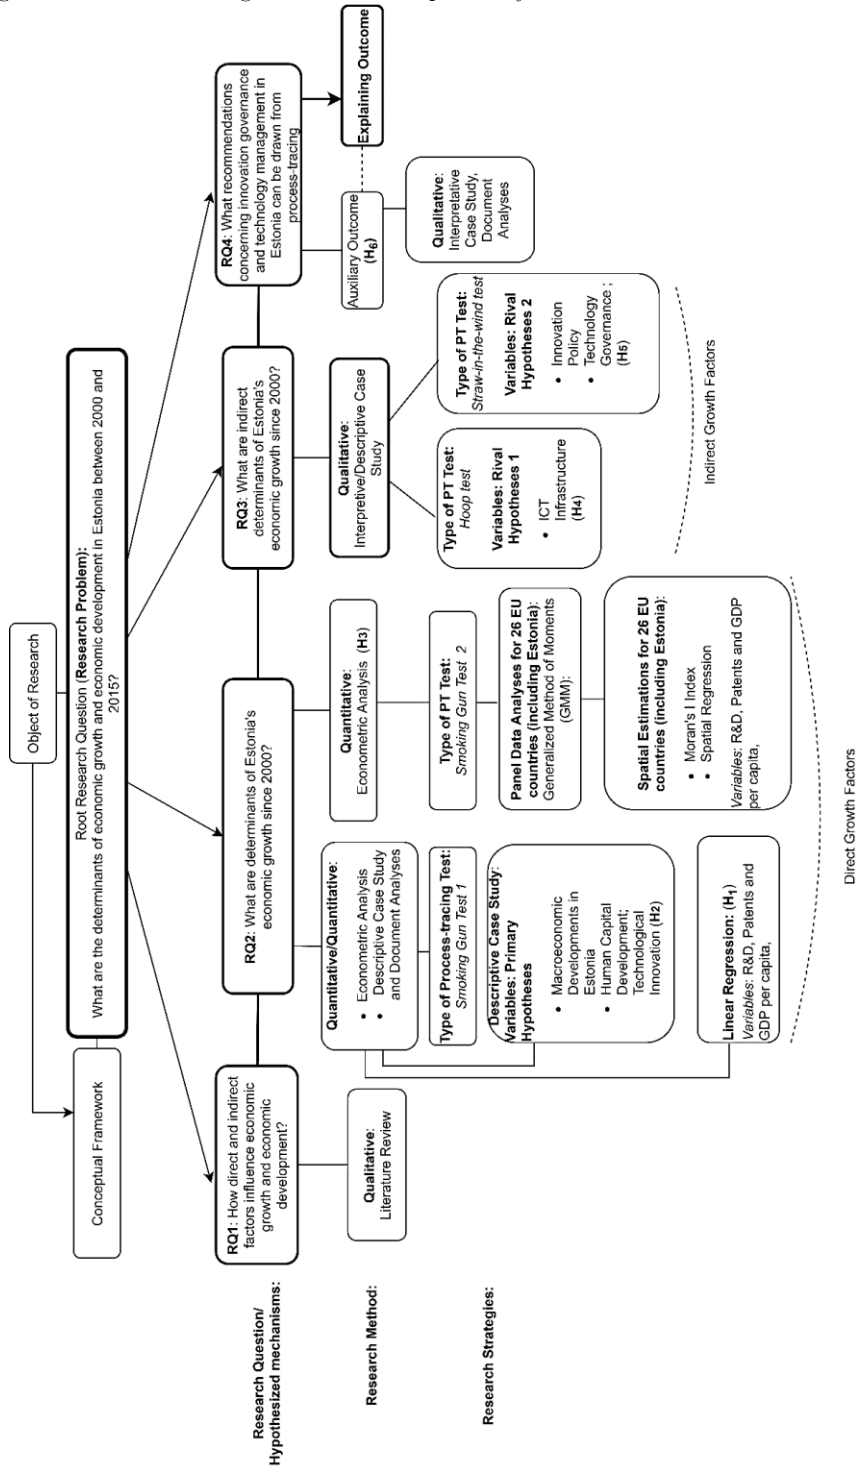 Object of Research
Conceptual Framework
Root Research Question (Research Problem):
What are the determinants of economic growth and economic development in Estonia between 2000 and
2015?
Research Question/
Hypothesized mechanisms:
RQ1: How direct and indirect
factors influence economic
growth and economic
development?
RQ2: What are determinants of Estonia's
economic growth since 2000?
RQ3: What are indirect
determinants of Estonia's
economic growth since 2000?
RQ4: What recommendations
concerning innovation governance
and technology management in
Estonia can be drawn from
process-tracing
Research Method:
Qualitative:
Literature Review
Quantitative/Quantitative:
• Econometric Analysis
• Descriptive Case Study
and Document Analyses
Quantitative:
Econometric Analysis (H3)
Qualitative:
Interpretive/Descriptive Case
Study
Auxiliary Outcome
(H6)
Explaining Outcome
Research Strategies:
Type of Process-tracing Test:
Smoking Gun Test 1
Type of PT Test:
Smoking Gun Test 2
Type of PT Test:
Hoop test
Variables: Rival
Hypotheses 1
• ICT
Infrastructure
(H4)
Type of PT Test:
Straw-in-the-wind test
Variables: Rival
Hypotheses 2
• Innovation
Policy
• Technology
Governance ;
(H5)
Qualitative:
Interpretative
Case Study,
Document
Analyses
Descriptive Case Study:
Variables: Primary
Hypotheses
• Macroeconomic
Developments in
Estonia
• Human Capital
Development;
Technological
Innovation (H2)
Panel Data Analyses for 26 EU
countries (including Estonia):
Generalized Method of Moments
(GMM):
Spatial Estimations for 26 EU
countries (including Estonia):
• Moran's I Index
• Spatial Regression
Variables: R&D, Patents and GDP
per capita,
Linear Regression: (H1)
Variables: R&D, Patents and
GDP per capita,
Indirect Growth Factors
Direct Growth Factors